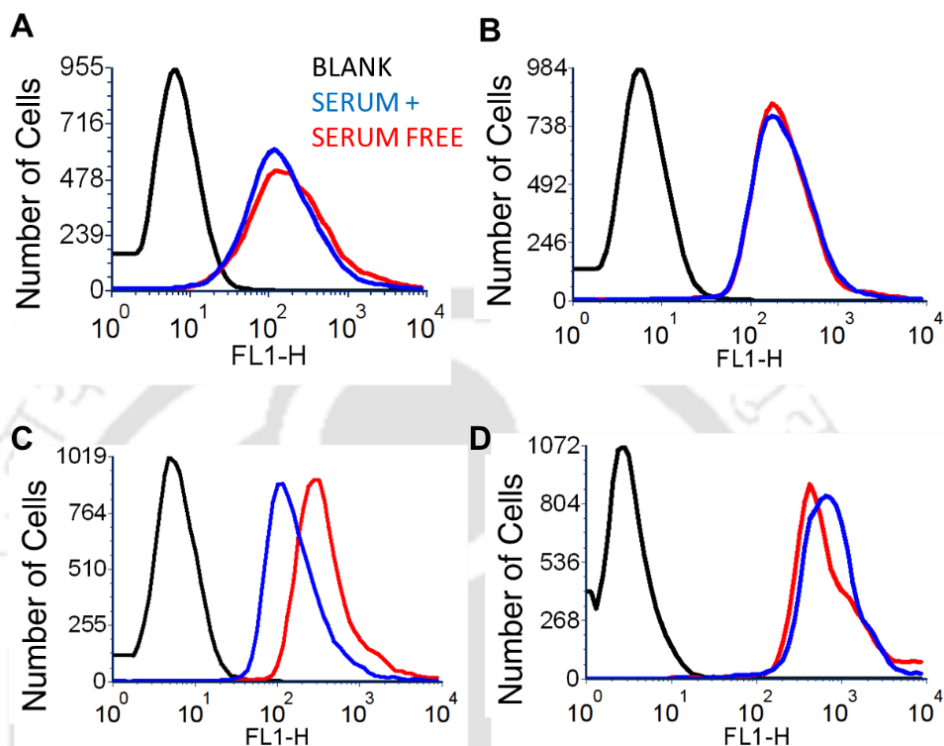 A
BLANK
SERUM +
SERUM FREE
Number of Cells
955
716
478
239
0
10^0 10^1 10^2 10^3 10^4
FL1-H
B
Number of Cells
984
738
492
246
0
10^0 10^1 10^2 10^3 10^4
FL1-H
C
Number of Cells
1019
764
510
255
0
10^0 10^1 10^2 10^3 10^4
FL1-H
D
Number of Cells
1072
804
536
268
0
10^0 10^1 10^2 10^3 10^4
FL1-H